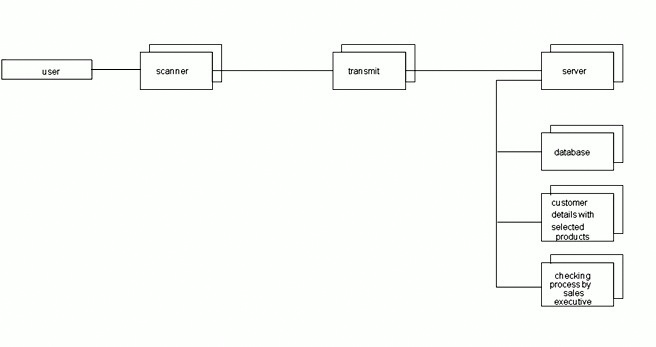 user
scanner
transmit
server
database
customer
details with
selected
products
checking
process by
sales
executive